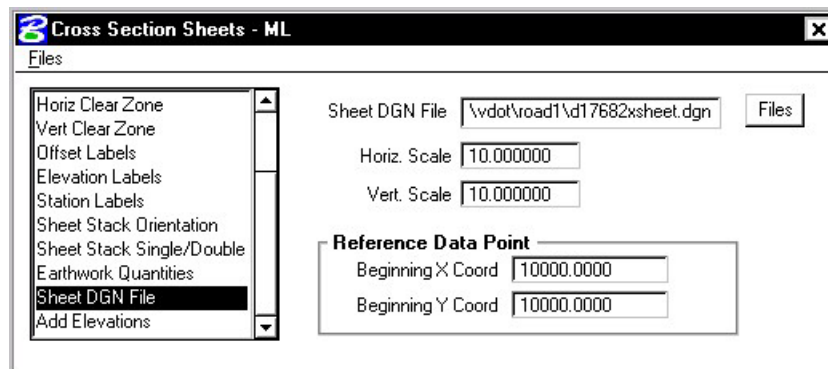 Cross Section Sheets - ML
Files
Horiz Clear Zone
Vert Clear Zone
Offset Labels
Elevation Labels
Station Labels
Sheet Stack Orientation
Sheet Stack Single/Double
Earthwork Quantities
Sheet DGN File
Add Elevations
Sheet DGN File \vdot\road1\d17682xsheet.dgn Files
Horiz. Scale 10.000000
Vert. Scale 10.000000
Reference Data Point
Beginning X Coord 10000.0000
Beginning Y Coord 10000.0000